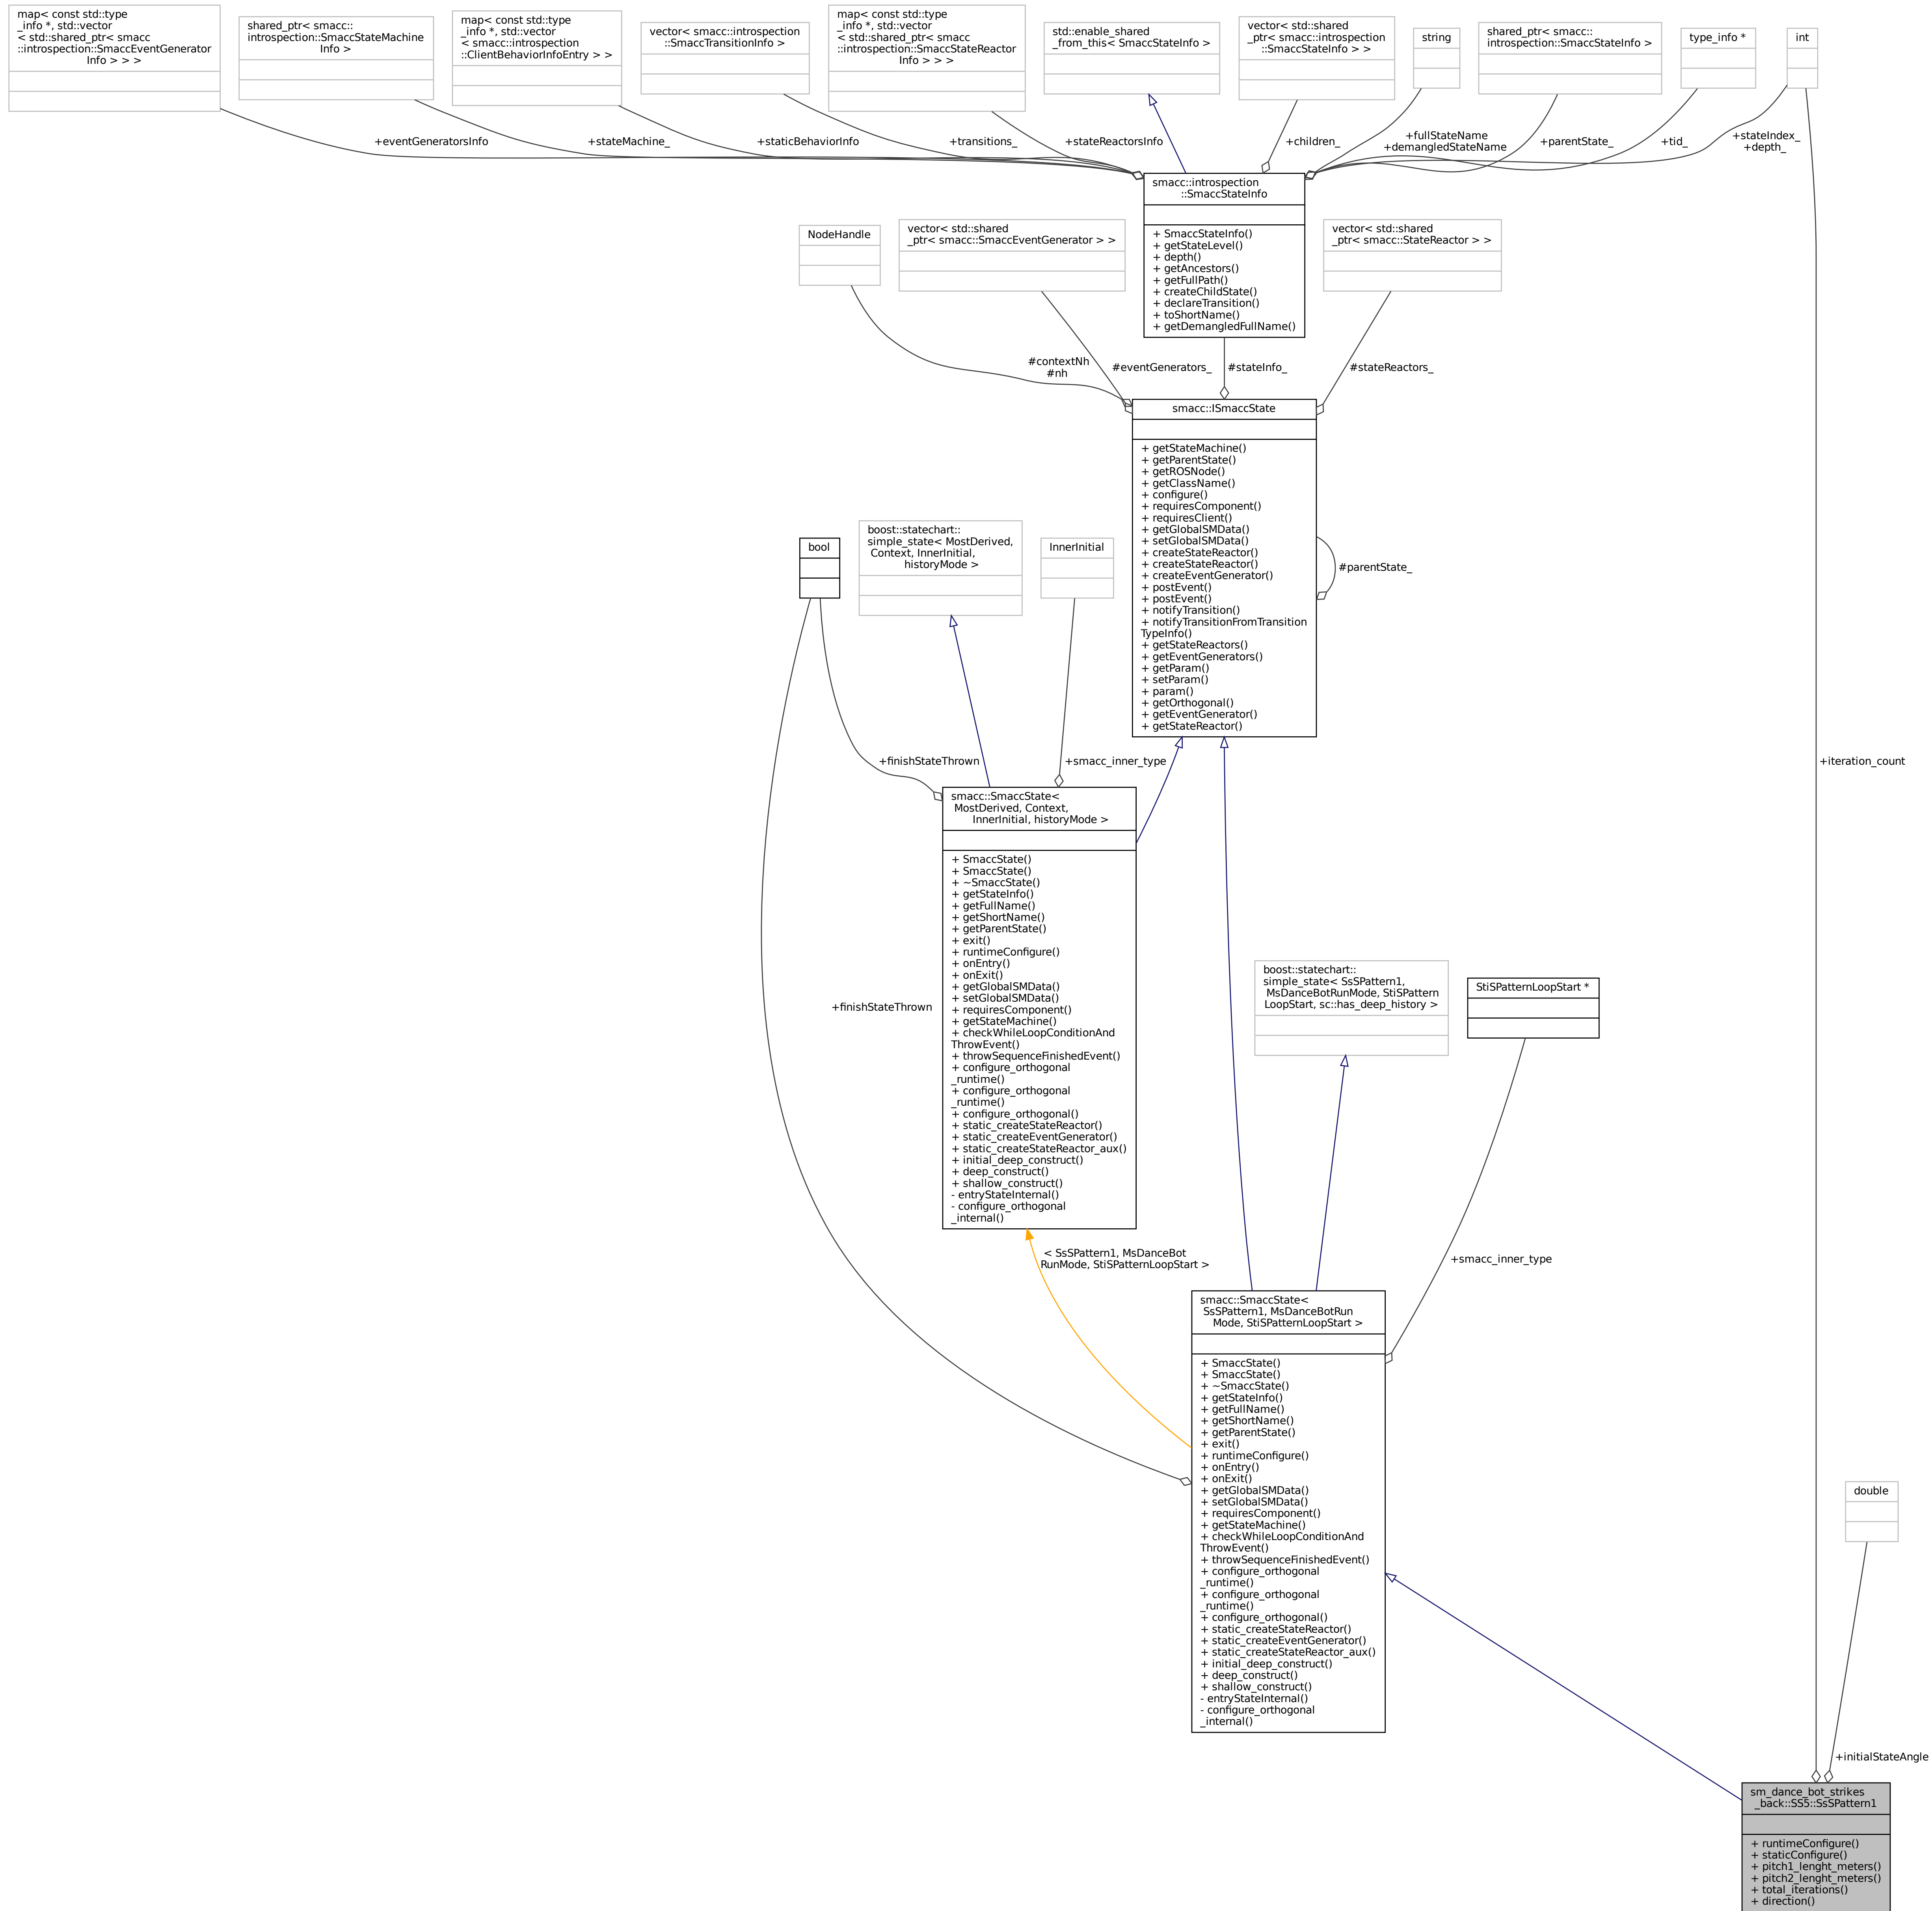 map< const std::type
_info *, std::vector
< std::shared_ptr< smacc
::introspection::SmaccEventGenerator
Info > > >
shared_ptr< smacc::
introspection::SmaccStateMachine
Info >
map< const std::type
_info *, std::vector
< smacc::introspection
::ClientBehaviorInfoEntry > >
vector< smacc::introspection
::SmaccTransitionInfo >
map< const std::type
_info *, std::vector
< std::shared_ptr< smacc
::introspection::SmaccStateReactor
Info > > >
std::enable_shared
_from_this< SmaccStateInfo >
vector< std::shared
_ptr< smacc::introspection
::SmaccStateInfo > >
string
shared_ptr< smacc::
introspection::SmaccStateInfo >
type_info *
int
+eventGeneratorsInfo
+stateMachine_
+staticBehaviorInfo
+transitions_
+stateReactorsInfo
+children_
+fullStateName
+demangledStateName
+parentState_
+tid_
+stateIndex_
+depth_
smacc::introspection
::SmaccStateInfo
+ SmaccStateInfo()
+ getStateLevel()
+ depth()
+ getAncestors()
+ getFullPath()
+ createChildState()
+ declareTransition()
+ toShortName()
+ getDemangledFullName()
NodeHandle
vector< std::shared
_ptr< smacc::SmaccEventGenerator > >
vector< std::shared
_ptr< smacc::StateReactor > >
#contextNh
#nh
#eventGenerators_
#stateInfo_
#stateReactors_
smacc::ISmaccState
+ getStateMachine()
+ getParentState()
+ getROSNode()
+ getClassName()
+ configure()
+ requiresComponent()
+ requiresClient()
+ getGlobalSMData()
+ setGlobalSMData()
+ createStateReactor()
+ createStateReactor()
+ createEventGenerator()
+ postEvent()
+ postEvent()
+ notifyTransition()
+ notifyTransitionFromTransition
TypeInfo()
+ getStateReactors()
+ getEventGenerators()
+ getParam()
+ setParam()
+ param()
+ getOrthogonal()
+ getEventGenerator()
+ getStateReactor()
#parentState_
bool
boost::statechart::
simple_state< MostDerived,
Context, InnerInitial,
historyMode >
InnerInitial
+finishStateThrown
+smacc_inner_type
+iteration_count
smacc::SmaccState<
MostDerived, Context,
InnerInitial, historyMode >
+ SmaccState()
+ SmaccState()
+ ~SmaccState()
+ getStateInfo()
+ getFullName()
+ getShortName()
+ getParentState()
+ exit()
+ runtimeConfigure()
+ onEntry()
+ onExit()
+ getGlobalSMData()
+ setGlobalSMData()
+ requiresComponent()
+ getStateMachine()
+ checkWhileLoopConditionAnd
ThrowEvent()
+ throwSequenceFinishedEvent()
+ configure_orthogonal
_runtime()
+ configure_orthogonal
_runtime()
+ configure_orthogonal()
+ static_createStateReactor()
+ static_createEventGenerator()
+ static_createStateReactor_aux()
+ initial_deep_construct()
+ deep_construct()
+ shallow_construct()
- entryStateInternal()
- configure_orthogonal
_internal()
+finishStateThrown
boost::statechart::
simple_state< SsSPattern1,
MsDanceBotRunMode, StiSPattern
LoopStart, sc::has_deep_history >
StiSPatternLoopStart *
< SsSPattern1, MsDanceBot
RunMode, StiSPatternLoopStart >
+smacc_inner_type
smacc::SmaccState<
SsSPattern1, MsDanceBotRun
Mode, StiSPatternLoopStart >
+ SmaccState()
+ SmaccState()
+ ~SmaccState()
+ getStateInfo()
+ getFullName()
+ getShortName()
+ getParentState()
+ exit()
+ runtimeConfigure()
+ onEntry()
+ onExit()
+ getGlobalSMData()
+ setGlobalSMData()
+ requiresComponent()
+ getStateMachine()
+ checkWhileLoopConditionAnd
ThrowEvent()
+ throwSequenceFinishedEvent()
+ configure_orthogonal
_runtime()
+ configure_orthogonal
_runtime()
+ configure_orthogonal()
+ static_createStateReactor()
+ static_createEventGenerator()
+ static_createStateReactor_aux()
+ initial_deep_construct()
+ deep_construct()
+ shallow_construct()
- entryStateInternal()
- configure_orthogonal
_internal()
double
+initialStateAngle
sm_dance_bot_strikes
_back::SS5::SsSPattern1
+ runtimeConfigure()
+ staticConfigure()
+ pitch1_lenght_meters()
+ pitch2_lenght_meters()
+ total_iterations()
+ direction()